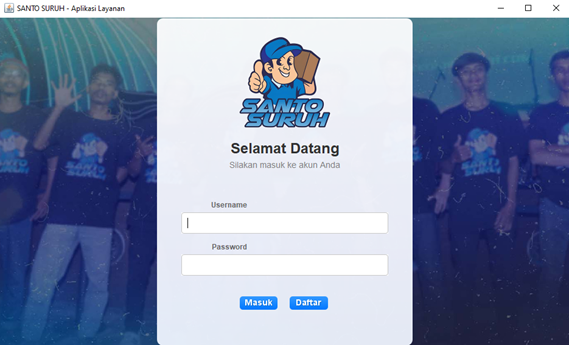 SANTO SURUH - Aplikasi Layanan
SANTO
SURUH
Selamat Datang
Silakan masuk ke akun Anda
Username
Password
Masuk
Daftar